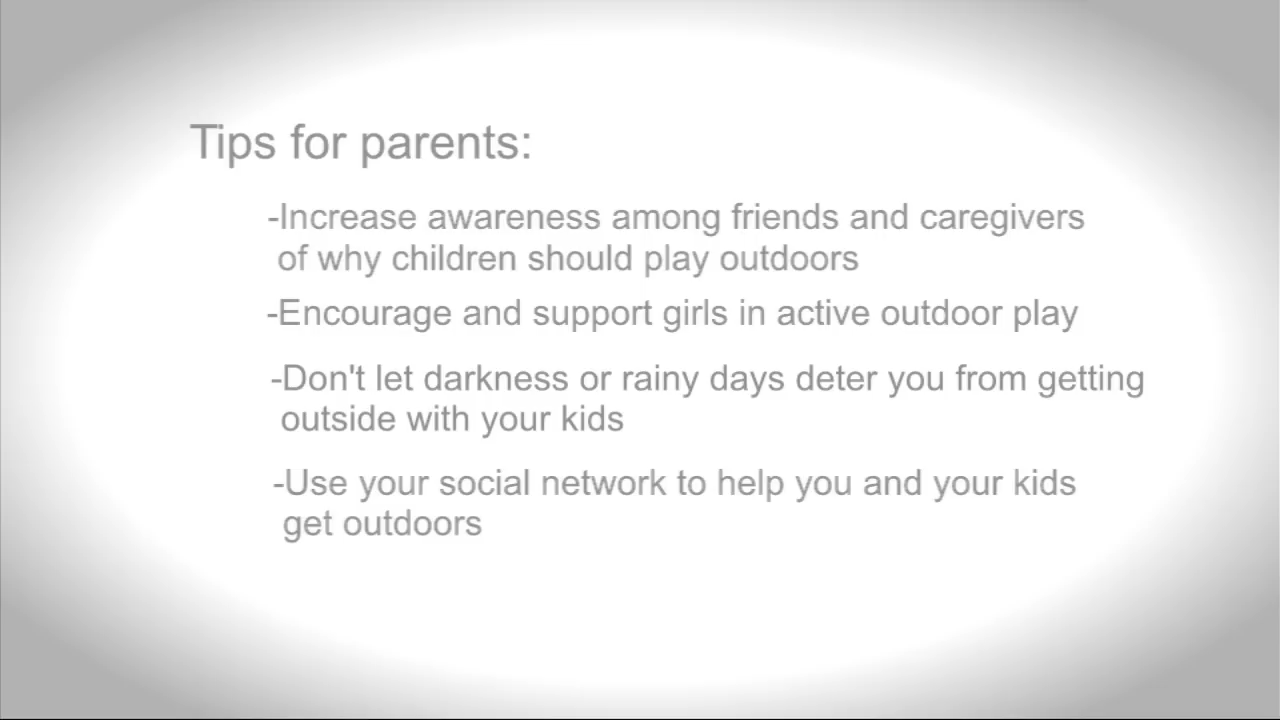 Tips for parents:
-Increase awareness among friends and caregivers
of why children should play outdoors
-Encourage and support girls in active outdoor play
-Don't let darkness or rainy days deter you from getting
outside with your kids
-Use your social network to help you and your kids
get outdoors